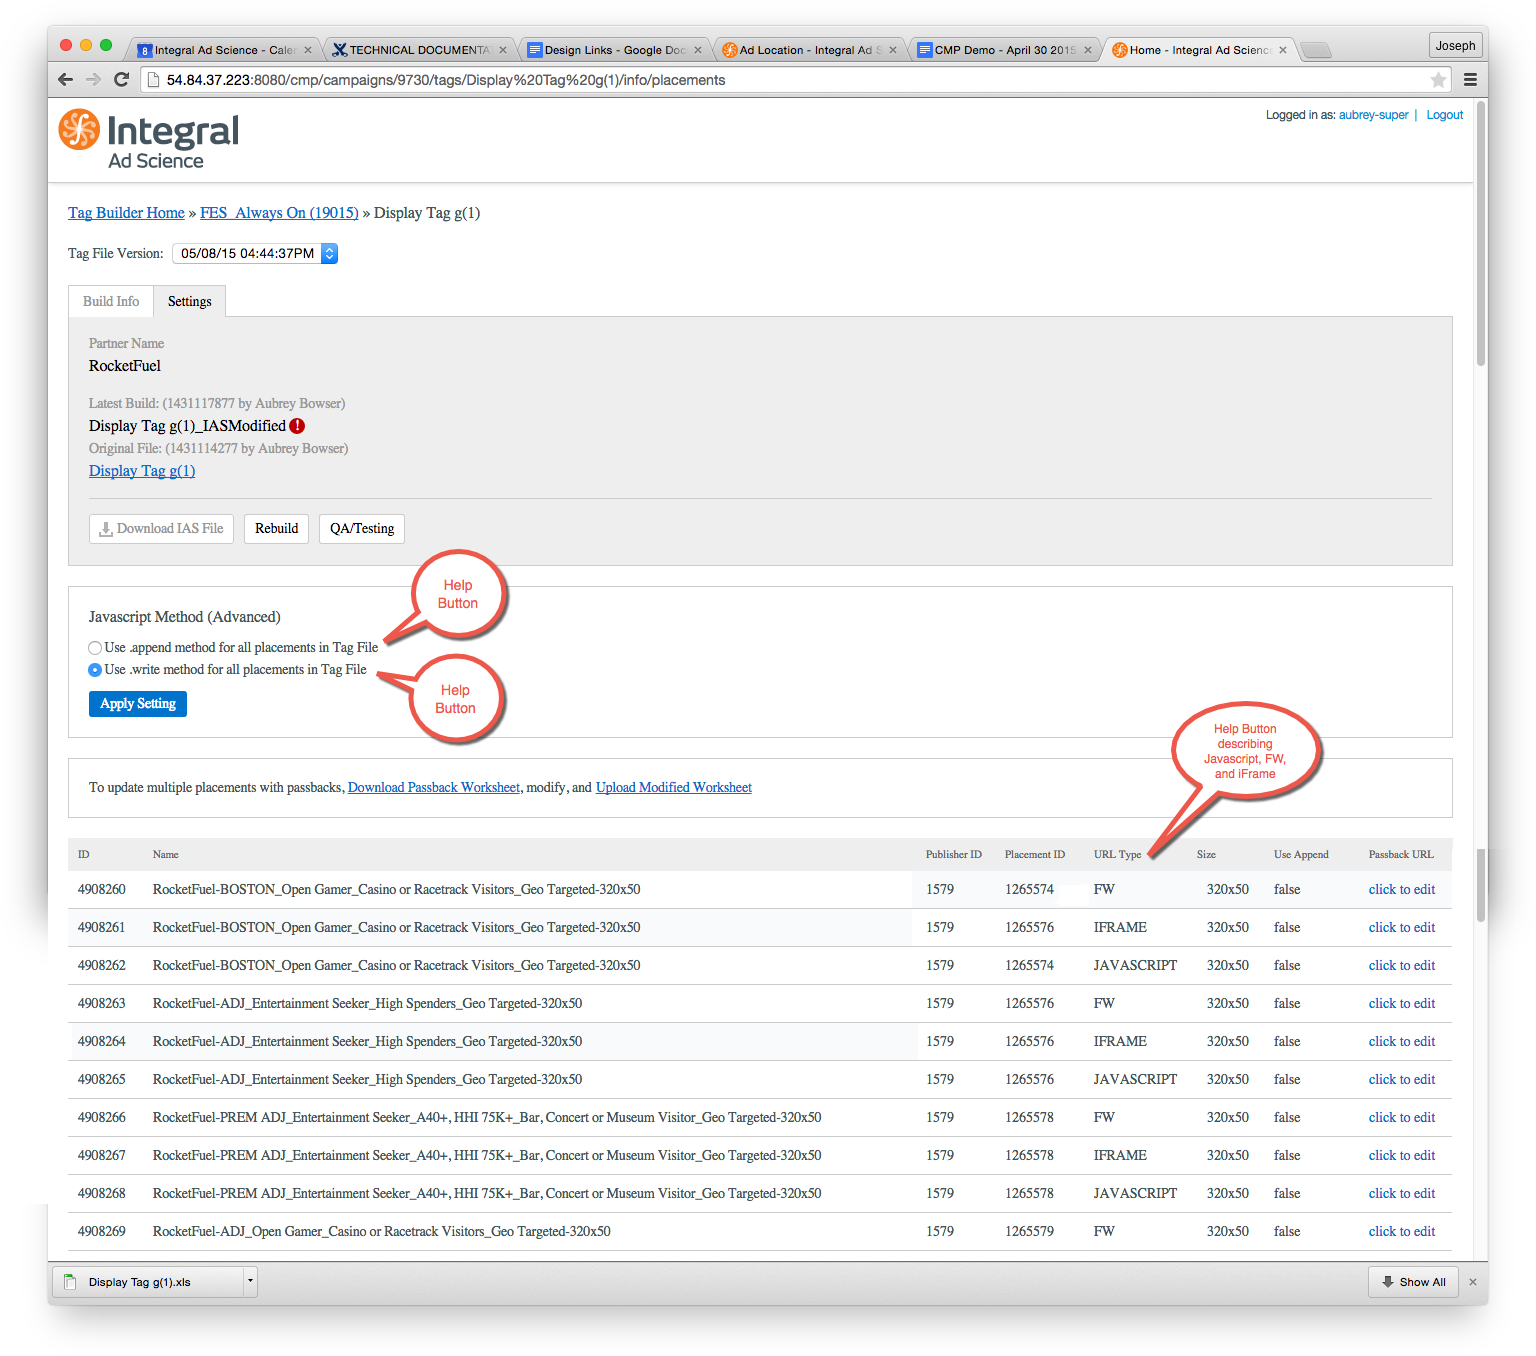 Integral Ad Science - Caler
TECHNICAL DOCUMENTA
Design Links - Google Doc
Ad Location - Integral Ad S
CMP Demo - April 30 2015
Home - Integral Ad Science
Joseph
54.84.37.223:8080/cmp/campaigns/9730/tags/Display%20Tag%20g(1)/info/placements
Integral
Ad Science
Logged in as: aubrey-super | Logout
Tag Builder Home » FES_Always On (19015) » Display Tag g(1)
Tag File Version: 05/08/15 04:44:37PM
Build Info Settings
Partner Name
RocketFuel
Latest Build: (1431117877 by Aubrey Bowser)
Display Tag g(1)_IASModified !
Original File: (1431114277 by Aubrey Bowser)
Display Tag g(1)
Download IAS File Rebuild QA/Testing
Help
Button
Javascript Method (Advanced)
Use .append method for all placements in Tag File
Use .write method for all placements in Tag File
Help
Button
Apply Setting
Help Button
describing
Javascript, FW,
and iFrame
To update multiple placements with passbacks, Download Passback Worksheet, modify, and Upload Modified Worksheet
ID Name Publisher ID Placement ID URL Type Size Use Append Passback URL
4908260 RocketFuel-BOSTON_Open Gamer_Casino or Racetrack Visitors_Geo Targeted-320x50 1579 1265574 FW 320x50 false click to edit
4908261 RocketFuel-BOSTON_Open Gamer_Casino or Racetrack Visitors_Geo Targeted-320x50 1579 1265576 IFRAME 320x50 false click to edit
4908262 RocketFuel-BOSTON_Open Gamer_Casino or Racetrack Visitors_Geo Targeted-320x50 1579 1265574 JAVASCRIPT 320x50 false click to edit
4908263 RocketFuel-ADJ_Entertainment Seeker_High Spenders_Geo Targeted-320x50 1579 1265576 FW 320x50 false click to edit
4908264 RocketFuel-ADJ_Entertainment Seeker_High Spenders_Geo Targeted-320x50 1579 1265576 IFRAME 320x50 false click to edit
4908265 RocketFuel-ADJ_Entertainment Seeker_High Spenders_Geo Targeted-320x50 1579 1265576 JAVASCRIPT 320x50 false click to edit
4908266 RocketFuel-PREM ADJ_Entertainment Seeker_A40+, HHI 75K+_Bar, Concert or Museum Visitor_Geo Targeted-320x50 1579 1265578 FW 320x50 false click to edit
4908267 RocketFuel-PREM ADJ_Entertainment Seeker_A40+, HHI 75K+_Bar, Concert or Museum Visitor_Geo Targeted-320x50 1579 1265578 IFRAME 320x50 false click to edit
4908268 RocketFuel-PREM ADJ_Entertainment Seeker_A40+, HHI 75K+_Bar, Concert or Museum Visitor_Geo Targeted-320x50 1579 1265578 JAVASCRIPT 320x50 false click to edit
4908269 RocketFuel-ADJ_Open Gamer_Casino or Racetrack Visitors_Geo Targeted-320x50 1579 1265579 FW 320x50 false click to edit
Display Tag g(1).xls
Show All